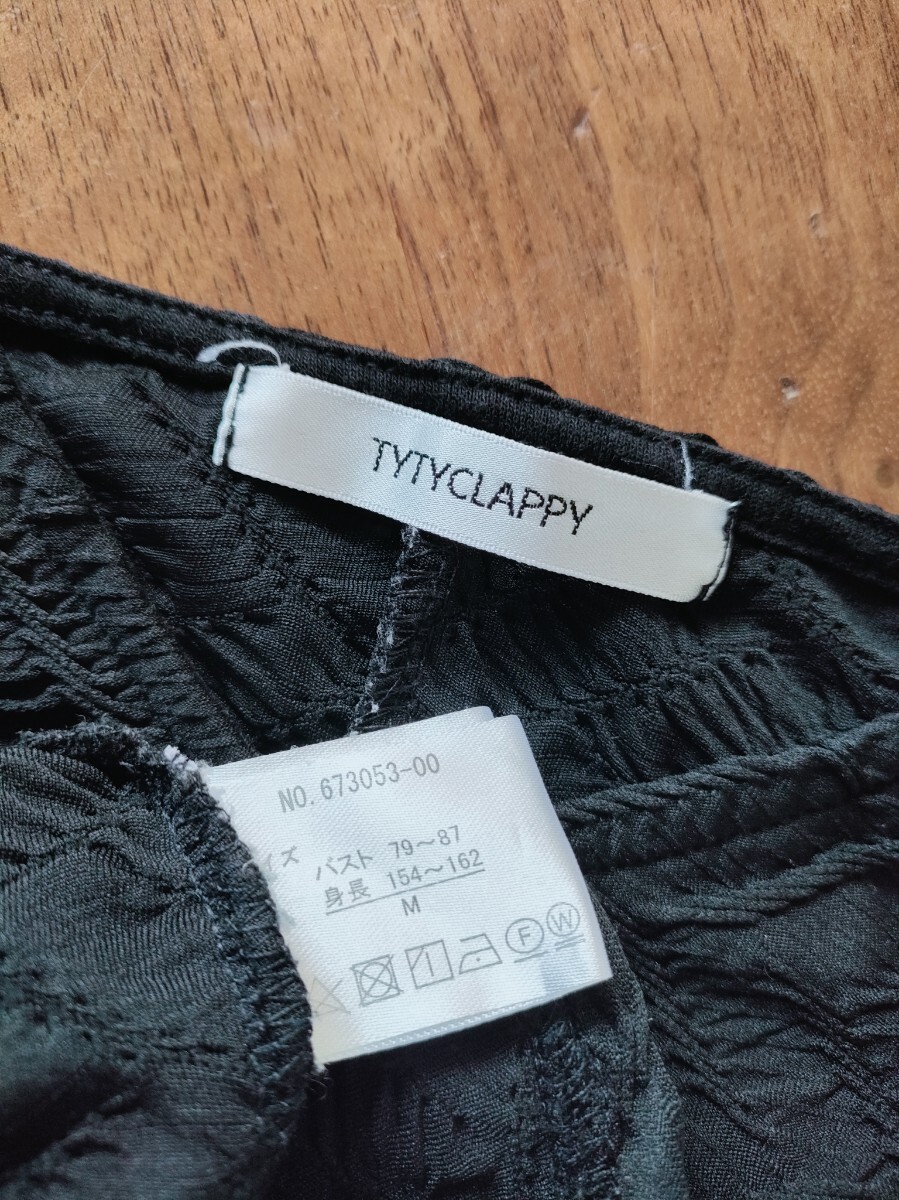 TYTYCLAPPY
NO. 673053-00
イズ
バスト 79～87
身長 154～162
M
F W